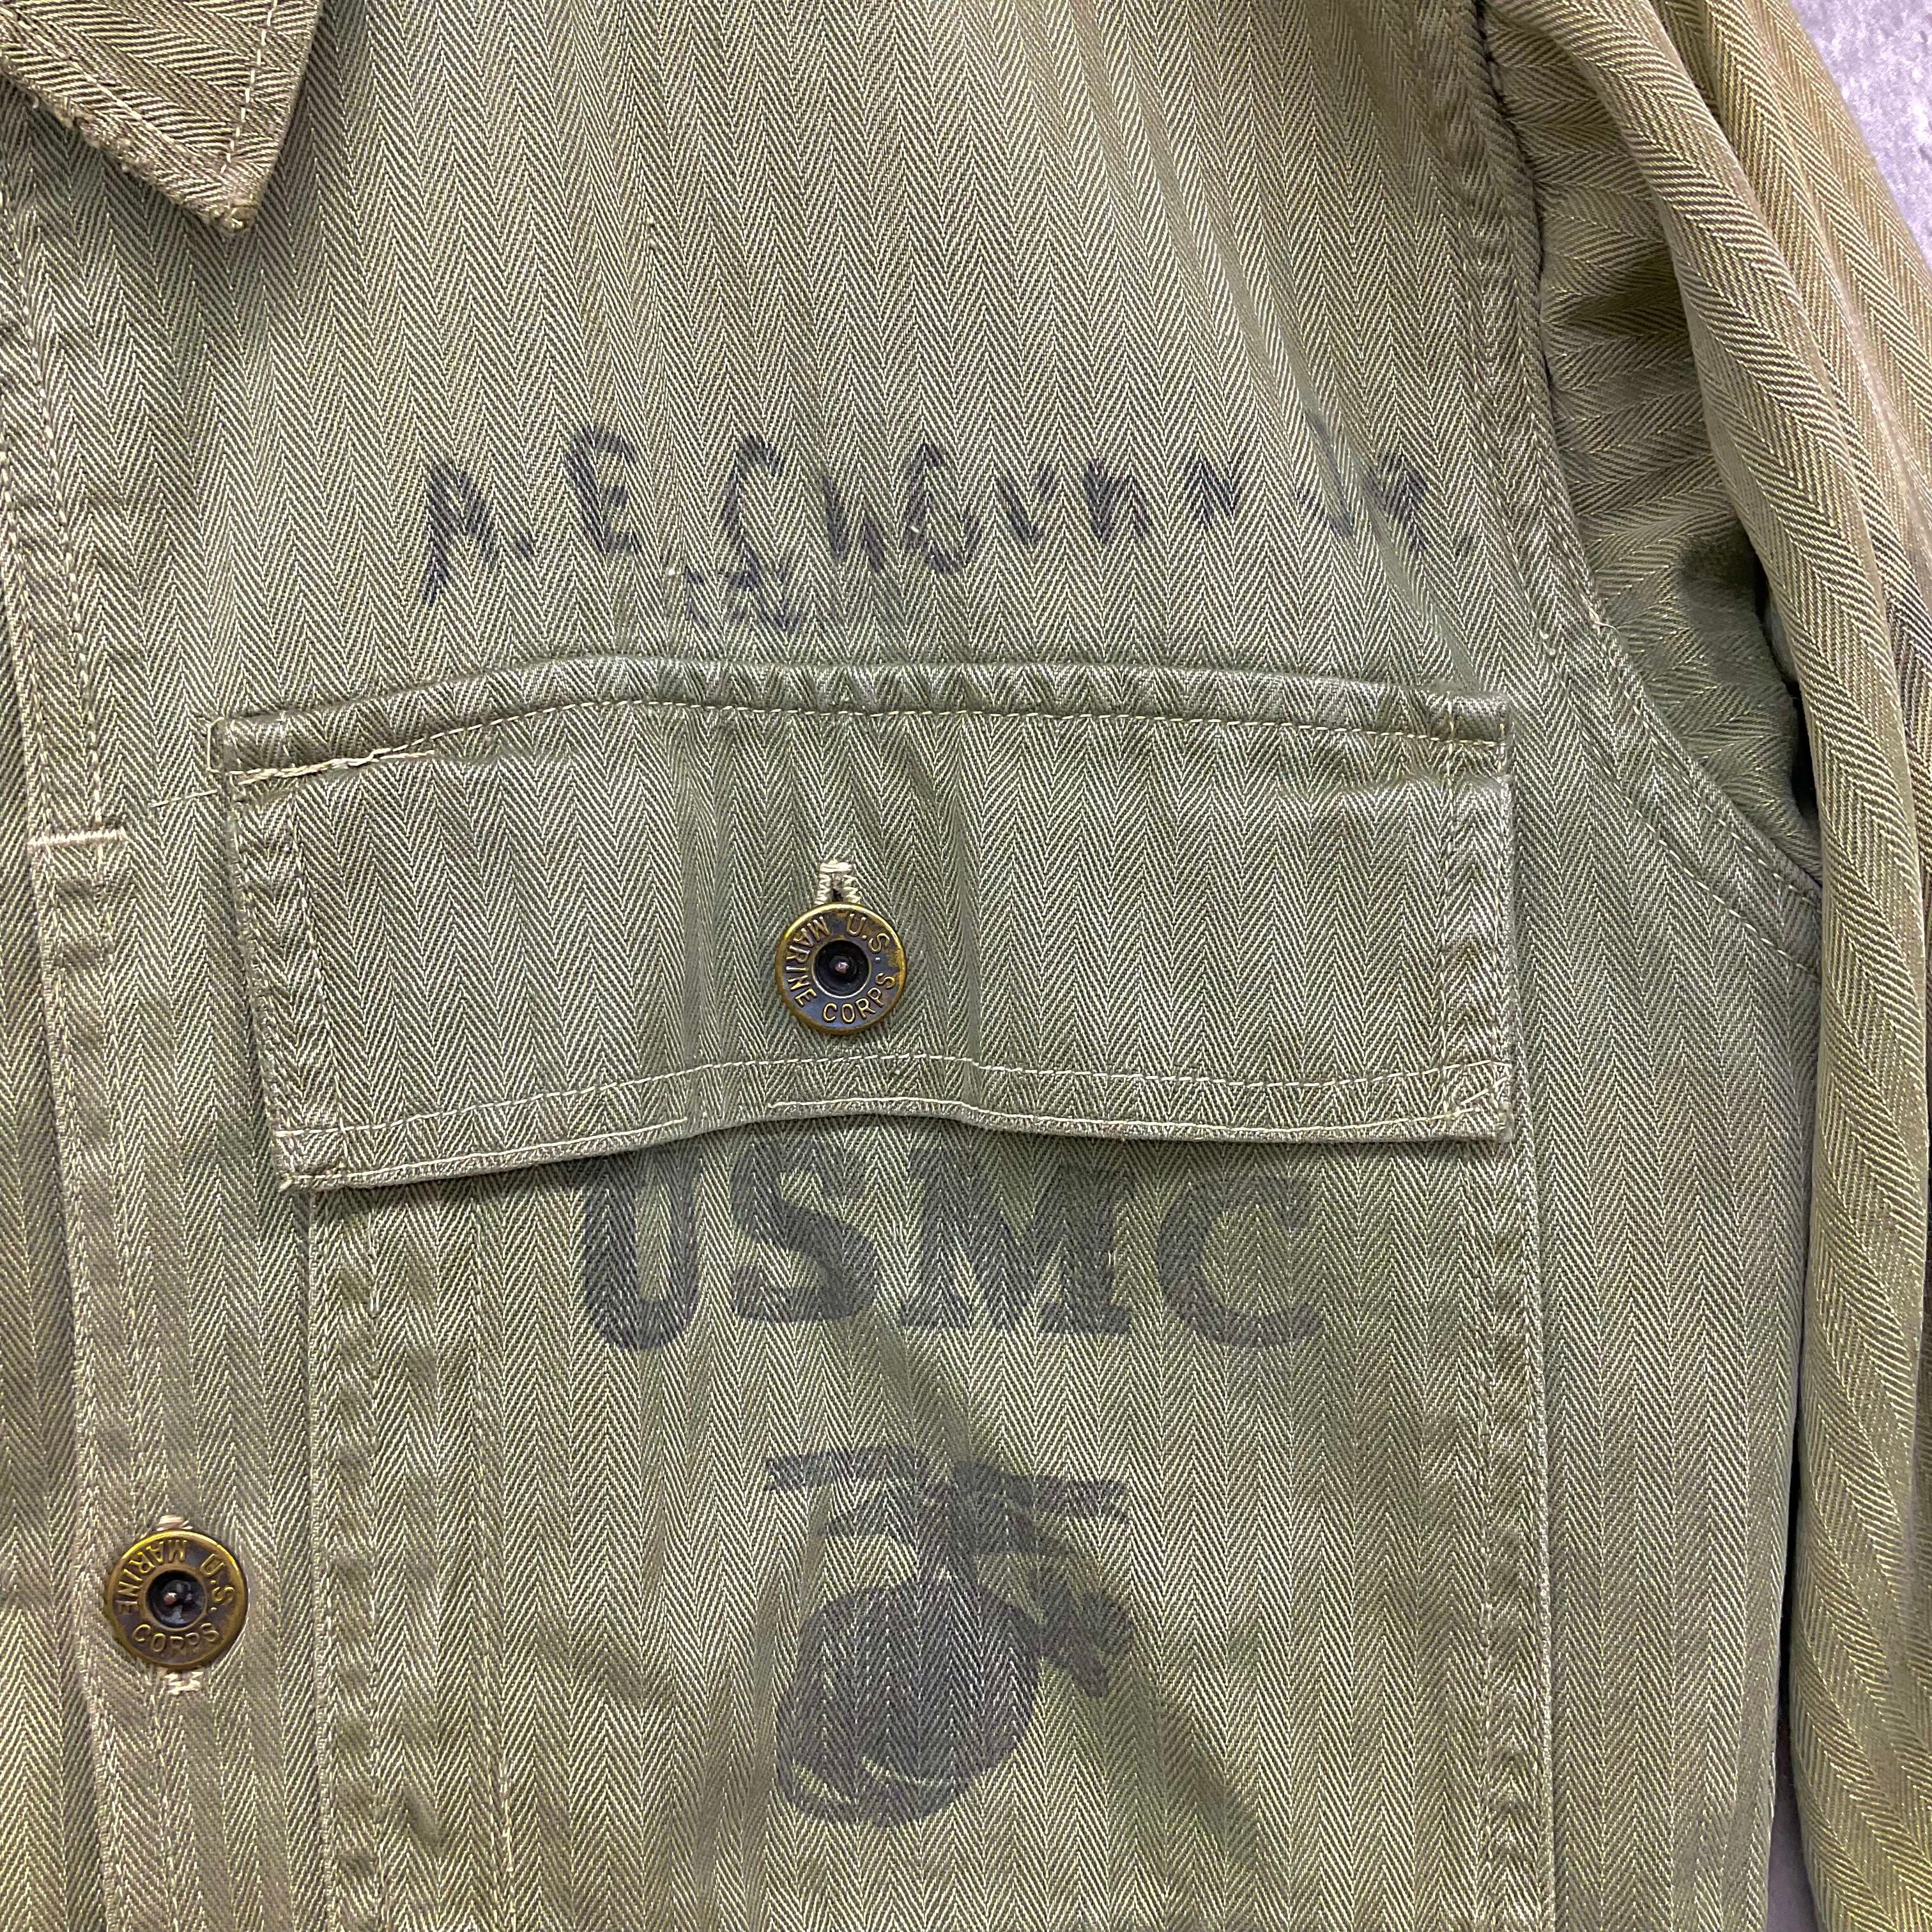 A. E.
U.S. MARINE CORPS
USMC
U.S. MARINE CORPS